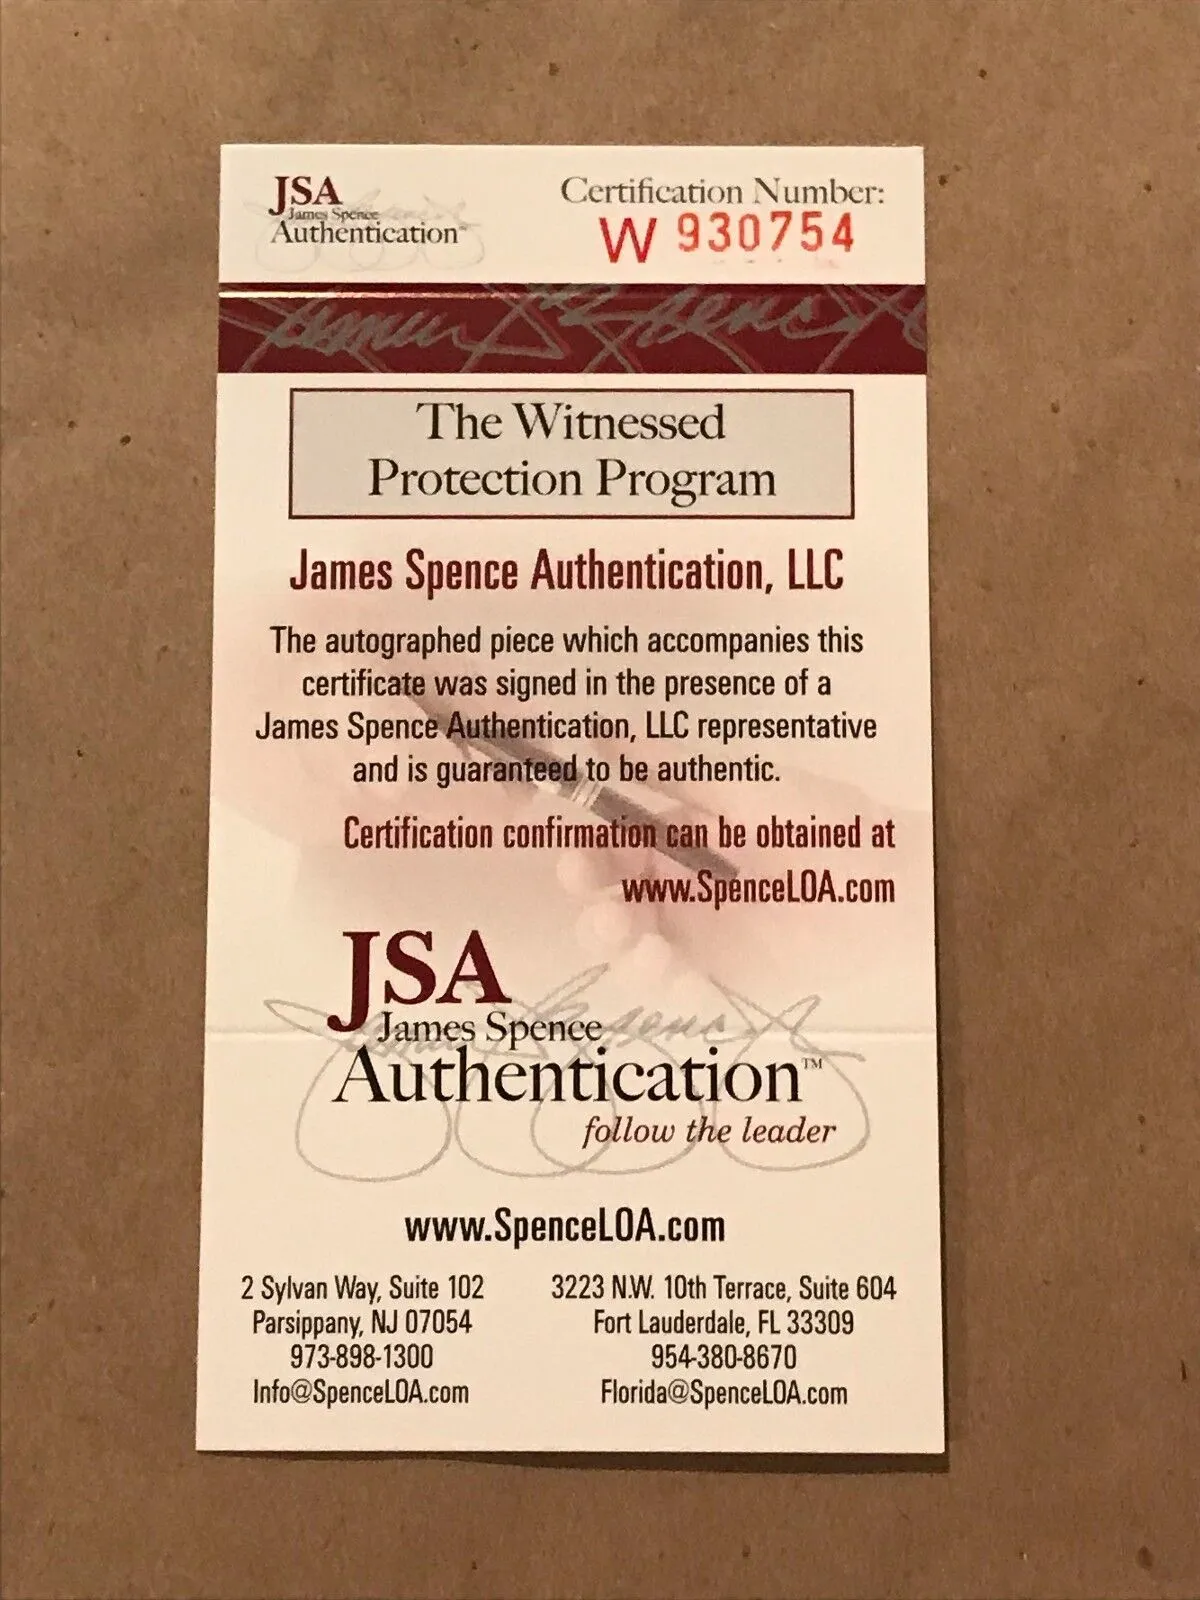 JSA
James Spence
Authentication™
Certification Number:
W 930754
James Spence
The Witnessed
Protection Program
James Spence Authentication, LLC
The autographed piece which accompanies this
certificate was signed in the presence of a
James Spence Authentication, LLC representative
and is guaranteed to be authentic.
Certification confirmation can be obtained at
www.SpenceLOA.com
JSA
James Spence
Authentication™
follow the leader
www.SpenceLOA.com
2 Sylvan Way, Suite 102
Parsippany, NJ 07054
973-898-1300
Info@SpenceLOA.com
3223 N.W. 10th Terrace, Suite 604
Fort Lauderdale, FL 33309
954-380-8670
Florida@SpenceLOA.com